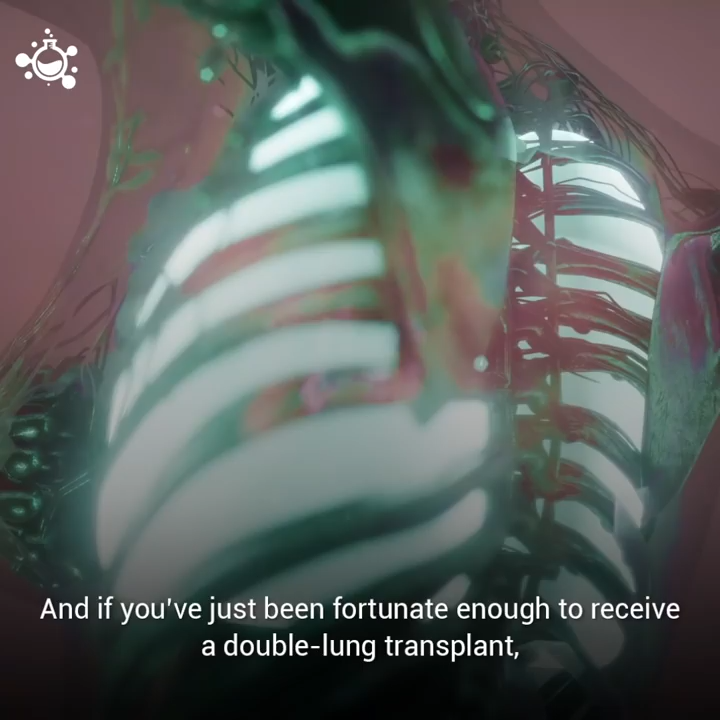 And if you've just been fortunate enough to receive
a double-lung transplant,